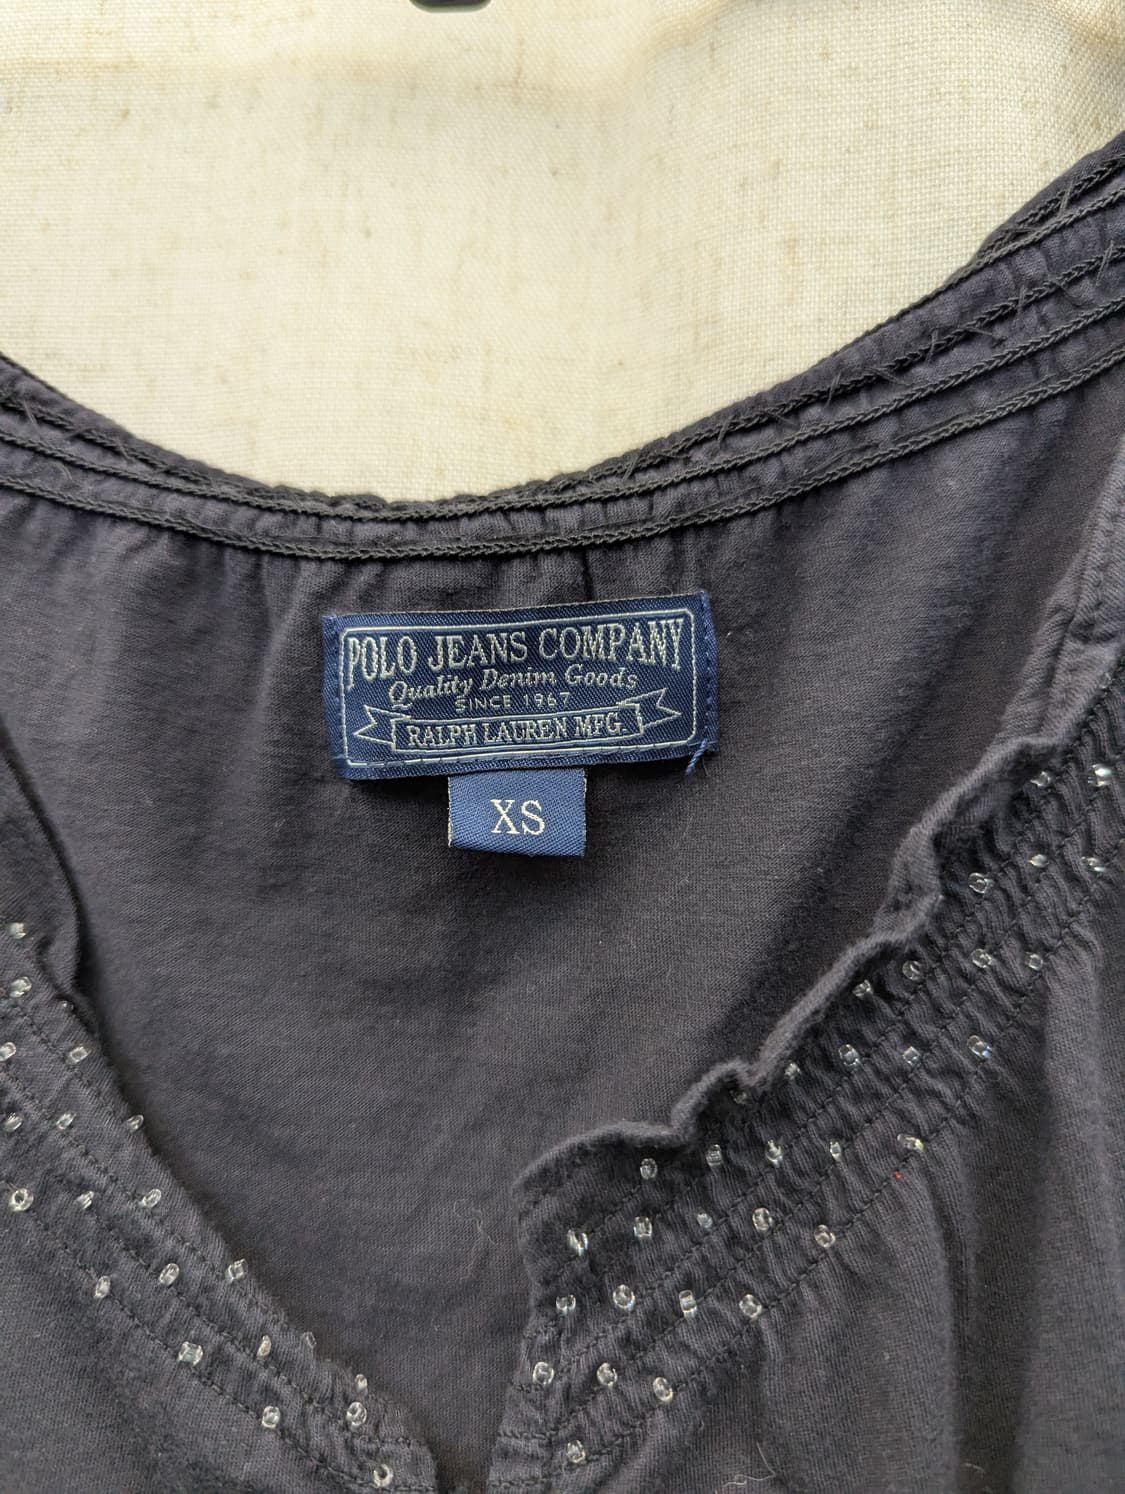 POLO JEANS COMPANY
Quality Denim Goods
SINCE 1967
RALPH LAUREN MFG.
XS